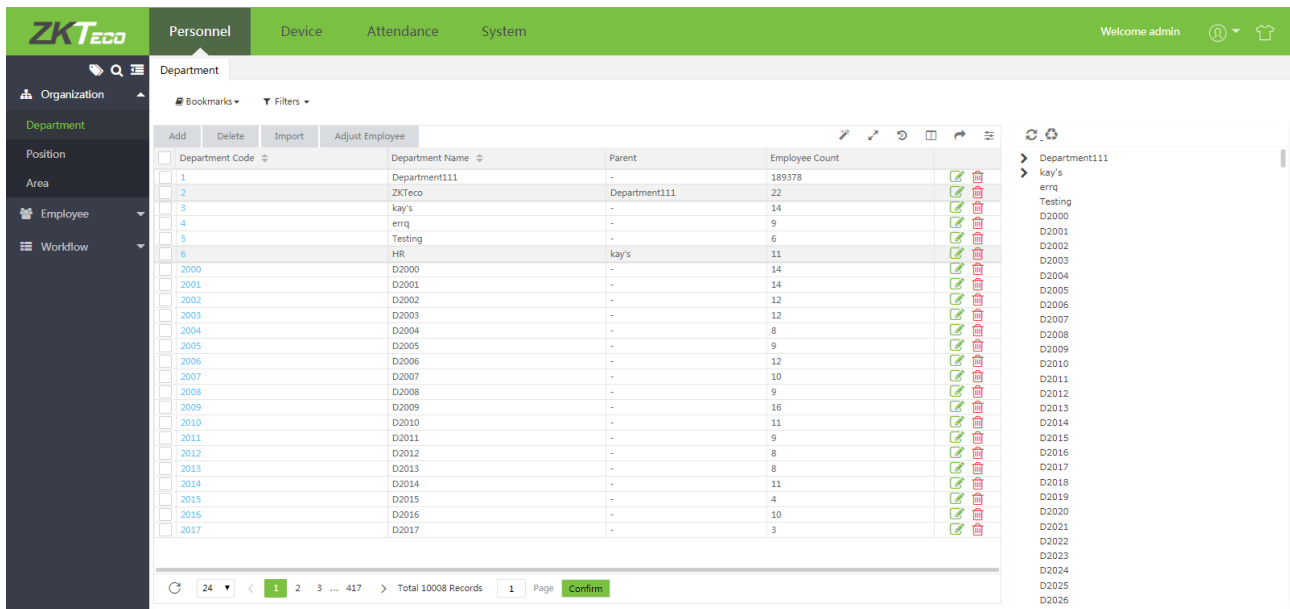 ZKTeco Personnel Device Attendance System Welcome admin
Department
Organization
Department
Position
Area
Employee
Workflow
Bookmarks Filters
Add Delete Import Adjust Employee
Department Code Department Name Parent Employee Count
1 Department111 - 189378
2 ZKTeco Department111 22
3 kay's - 14
4 errq - 9
5 Testing - 6
6 HR kay's 11
2000 D2000 - 14
2001 D2001 - 14
2002 D2002 - 12
2003 D2003 - 12
2004 D2004 - 8
2005 D2005 - 9
2006 D2006 - 12
2007 D2007 - 10
2008 D2008 - 9
2009 D2009 - 16
2010 D2010 - 11
2011 D2011 - 9
2012 D2012 - 8
2013 D2013 - 8
2014 D2014 - 11
2015 D2015 - 4
2016 D2016 - 10
2017 D2017 - 3
24 < 1 2 3 ... 417 > Total 10008 Records 1 Page Confirm
Department111
kay's
errq
Testing
D2000
D2001
D2002
D2003
D2004
D2005
D2006
D2007
D2008
D2009
D2010
D2011
D2012
D2013
D2014
D2015
D2016
D2017
D2018
D2019
D2020
D2021
D2022
D2023
D2024
D2025
D2026